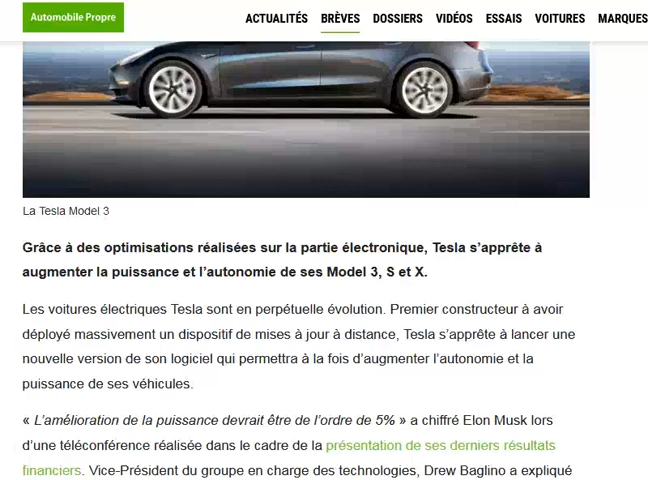 Automobile Propre
ACTUALITÉS BRÈVES DOSSIERS VIDÉOS ESSAIS VOITURES MARQUES
La Tesla Model 3
Grâce à des optimisations réalisées sur la partie électronique, Tesla s’apprête à
augmenter la puissance et l’autonomie de ses Model 3, S et X.
Les voitures électriques Tesla sont en perpétuelle évolution. Premier constructeur à avoir
déployé massivement un dispositif de mises à jour à distance, Tesla s’apprête à lancer une
nouvelle version de son logiciel qui permettra à la fois d’augmenter l’autonomie et la
puissance de ses véhicules.
« L’amélioration de la puissance devrait être de l’ordre de 5% » a chiffré Elon Musk lors
d’une téléconférence réalisée dans le cadre de la présentation de ses derniers résultats
financiers. Vice-Président du groupe en charge des technologies, Drew Baglino a expliqué